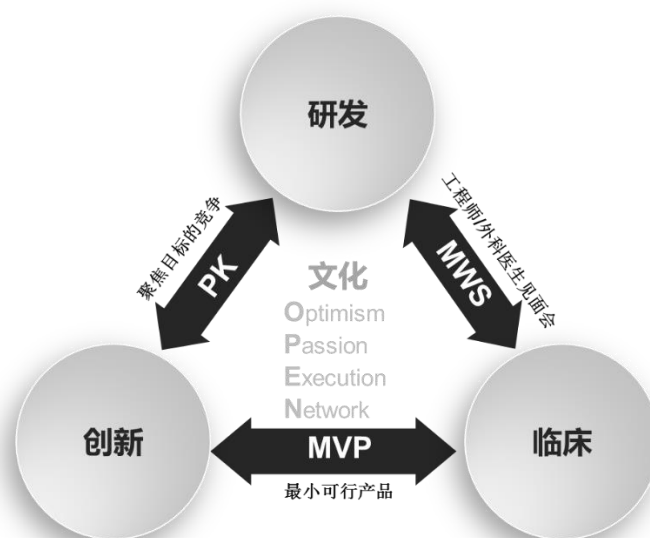 研发
聚焦目标的竞争
PK
工程师/外科医生见面会
MWS
文化
Optimism
Passion
Execution
Network
创新
MVP
临床
最小可行产品